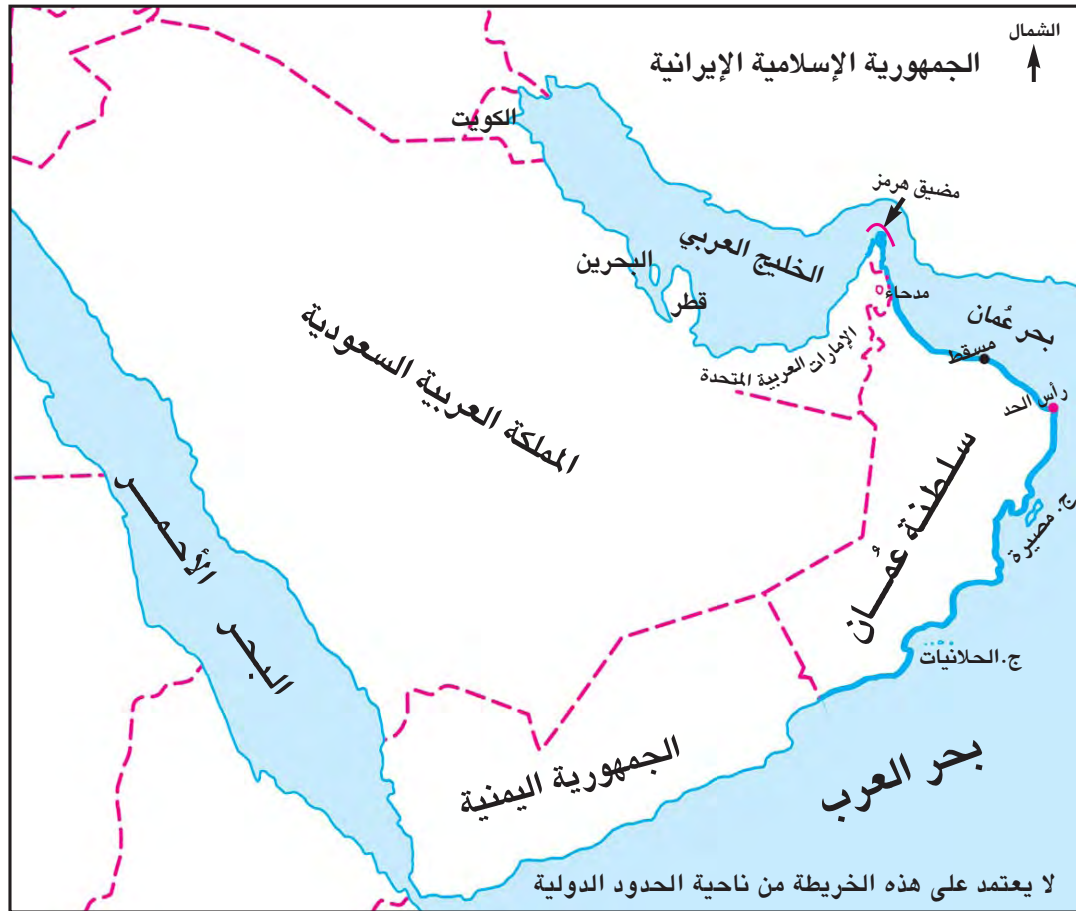 الشمال
الجمهورية الإسلامية الإيرانية
الكويت
مضيق هرمز
الخليج العربي
البحرين
قطر
مدحاء
بحر عُمان
مسقط
الإمارات العربية المتحدة
رأس الحد
المملكة العربية السعودية
سلطنة عُمـــان
ج. مصيرة
البحر الأحمــر
ج. الحلانيات
الجمهورية اليمنية
بحر العرب
لا يعتمد على هذه الخريطة من ناحية الحدود الدولية